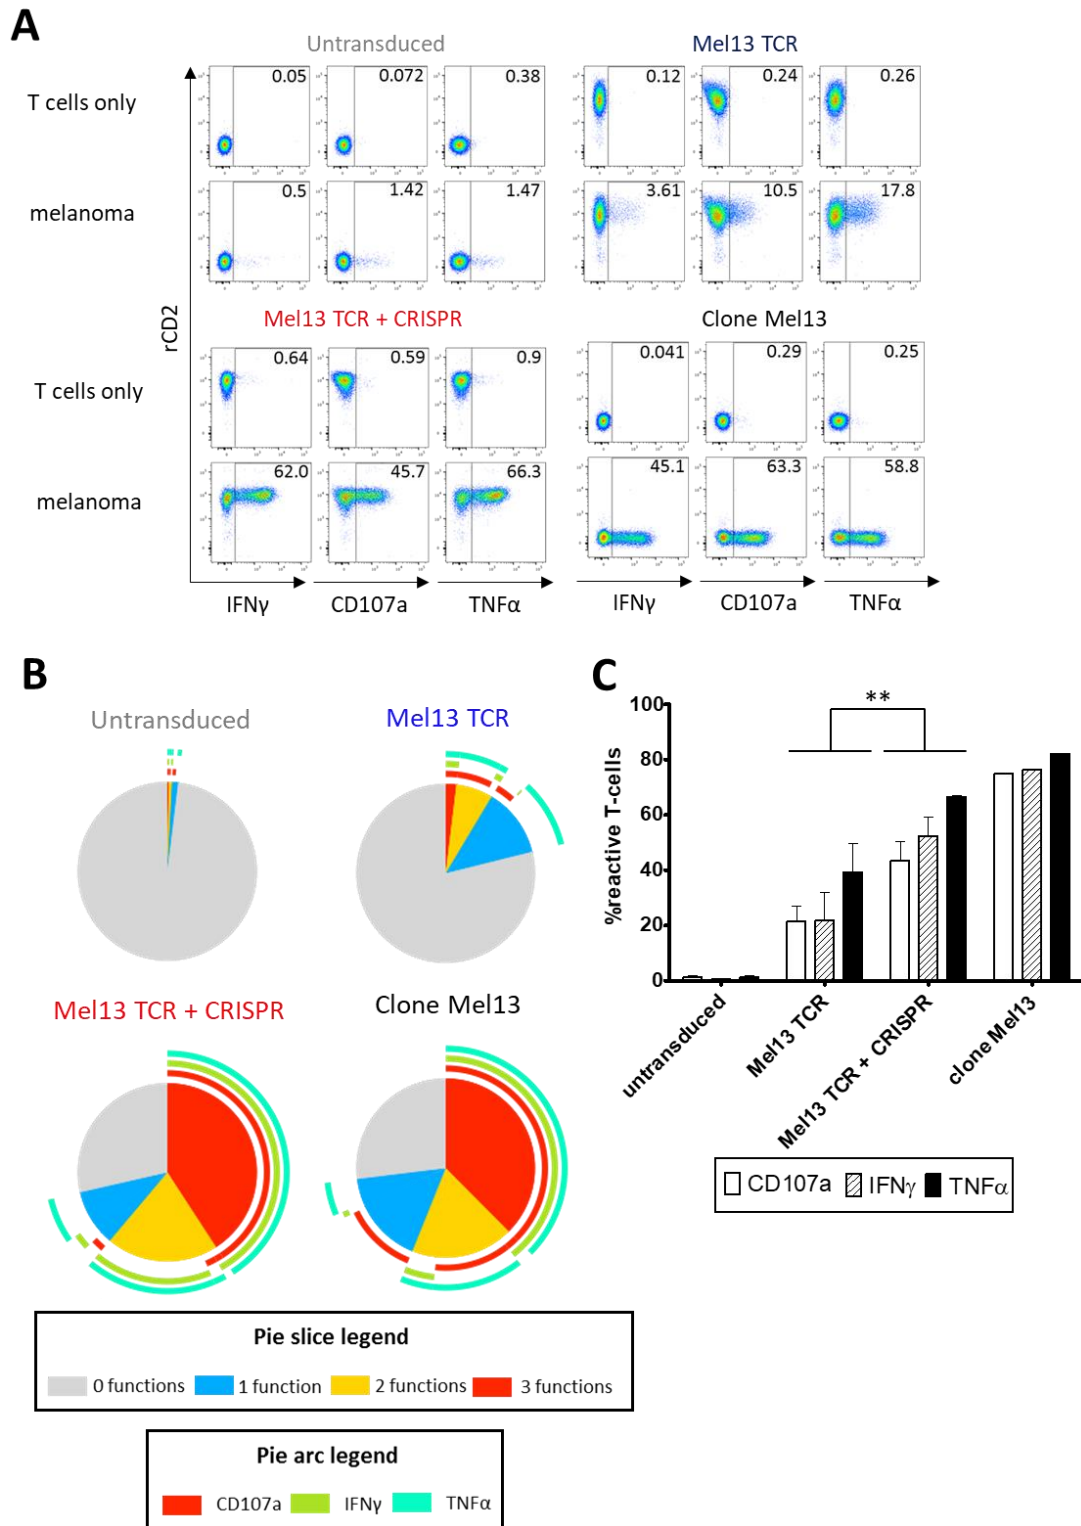 A
Untransduced
Mel13 TCR
T cells only
0.05
0.072
0.38
0.12
0.24
0.26
melanoma
0.5
1.42
1.47
3.61
10.5
17.8
rCD2
Mel13 TCR + CRISPR
Clone Mel13
T cells only
0.64
0.59
0.9
0.041
0.29
0.25
melanoma
62.0
45.7
66.3
45.1
63.3
58.8
IFNγ
CD107a
TNFα
IFNγ
CD107a
TNFα
B
Untransduced
Mel13 TCR
Mel13 TCR + CRISPR
Clone Mel13
Pie slice legend
0 functions
1 function
2 functions
3 functions
Pie arc legend
CD107a
IFNγ
TNFα
C
%reactive T-cells
100
80
60
40
20
0
**
untransduced
Mel13 TCR
Mel13 TCR + CRISPR
clone Mel13
CD107a
IFNγ
TNFα